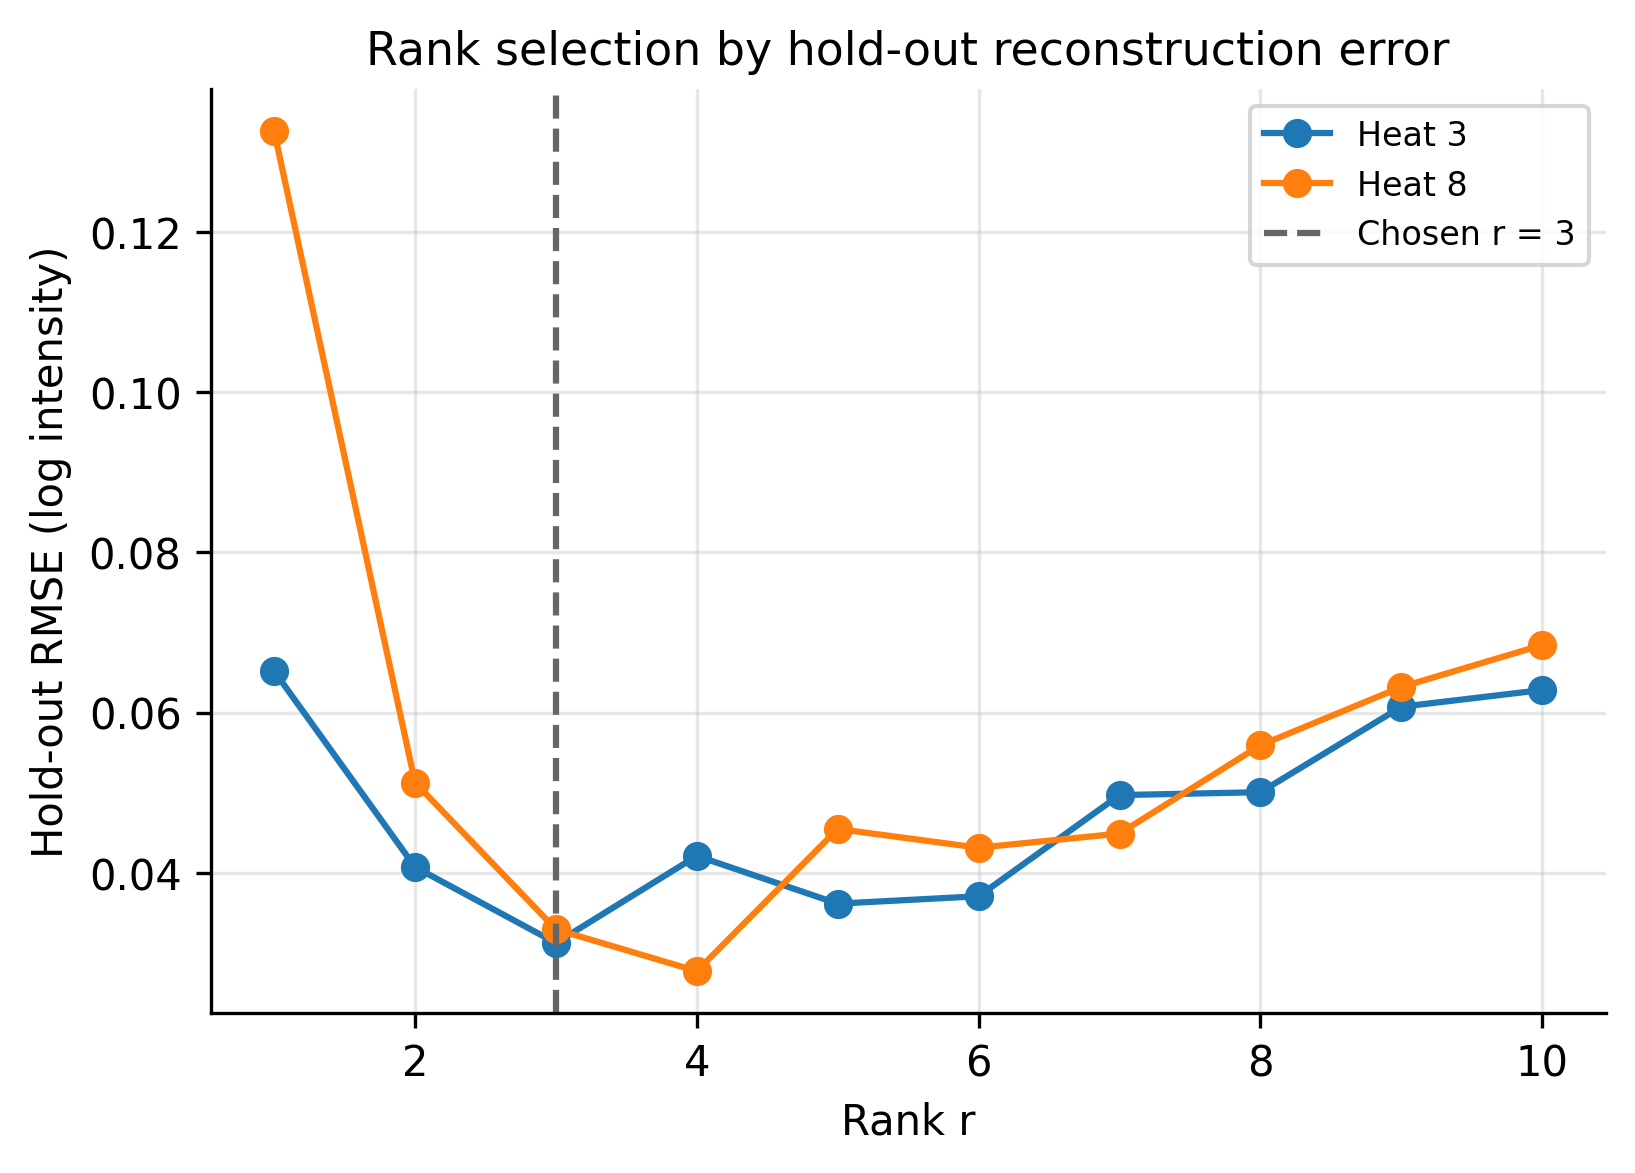 Rank selection by hold-out reconstruction error
Heat 3
Heat 8
Chosen r = 3
Hold-out RMSE (log intensity)
0.12
0.10
0.08
0.06
0.04
2 4 6 8 10
Rank r